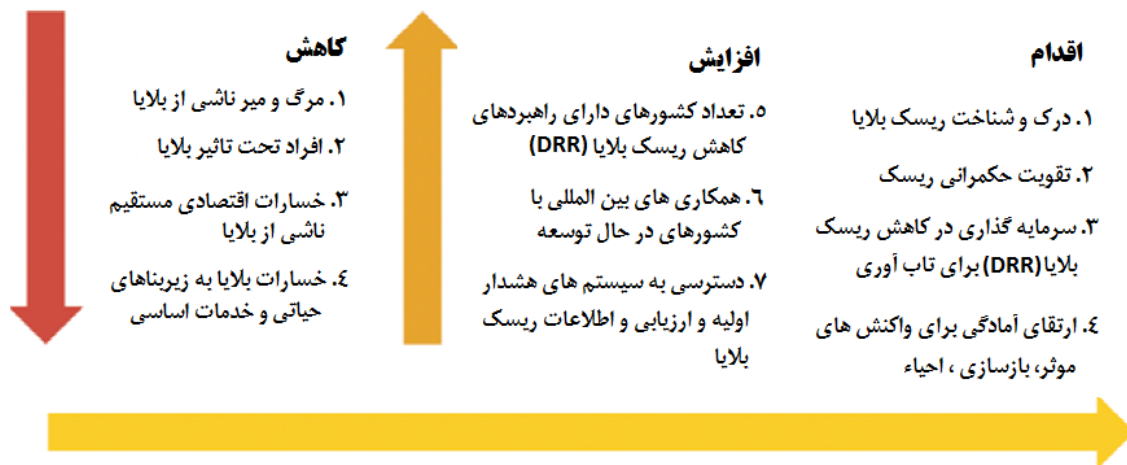 اقدام
۱. درک و شناخت ریسک بلایا
۲. تقویت حکمرانی ریسک
۳. سرمایه گذاری در کاهش ریسک
بلایا (DRR) برای تاب آوری
٤. ارتقای آمادگی برای واکنش های
موثر، بازسازی ، احیاء
افزایش
٥. تعداد کشورهای دارای راهبردهای
کاهش ریسک بلایا (DRR)
٦. همکاری های بین المللی با
کشورهای در حال توسعه
۷. دسترسی به سیستم های هشدار
اولیه و ارزیابی و اطلاعات ریسک
بلایا
کاهش
۱. مرگ و میر ناشی از بلایا
۲. افراد تحت تاثیر بلایا
۳. خسارات اقتصادی مستقیم
ناشی از بلایا
٤. خسارات بلایا به زیربناهای
حیاتی و خدمات اساسی